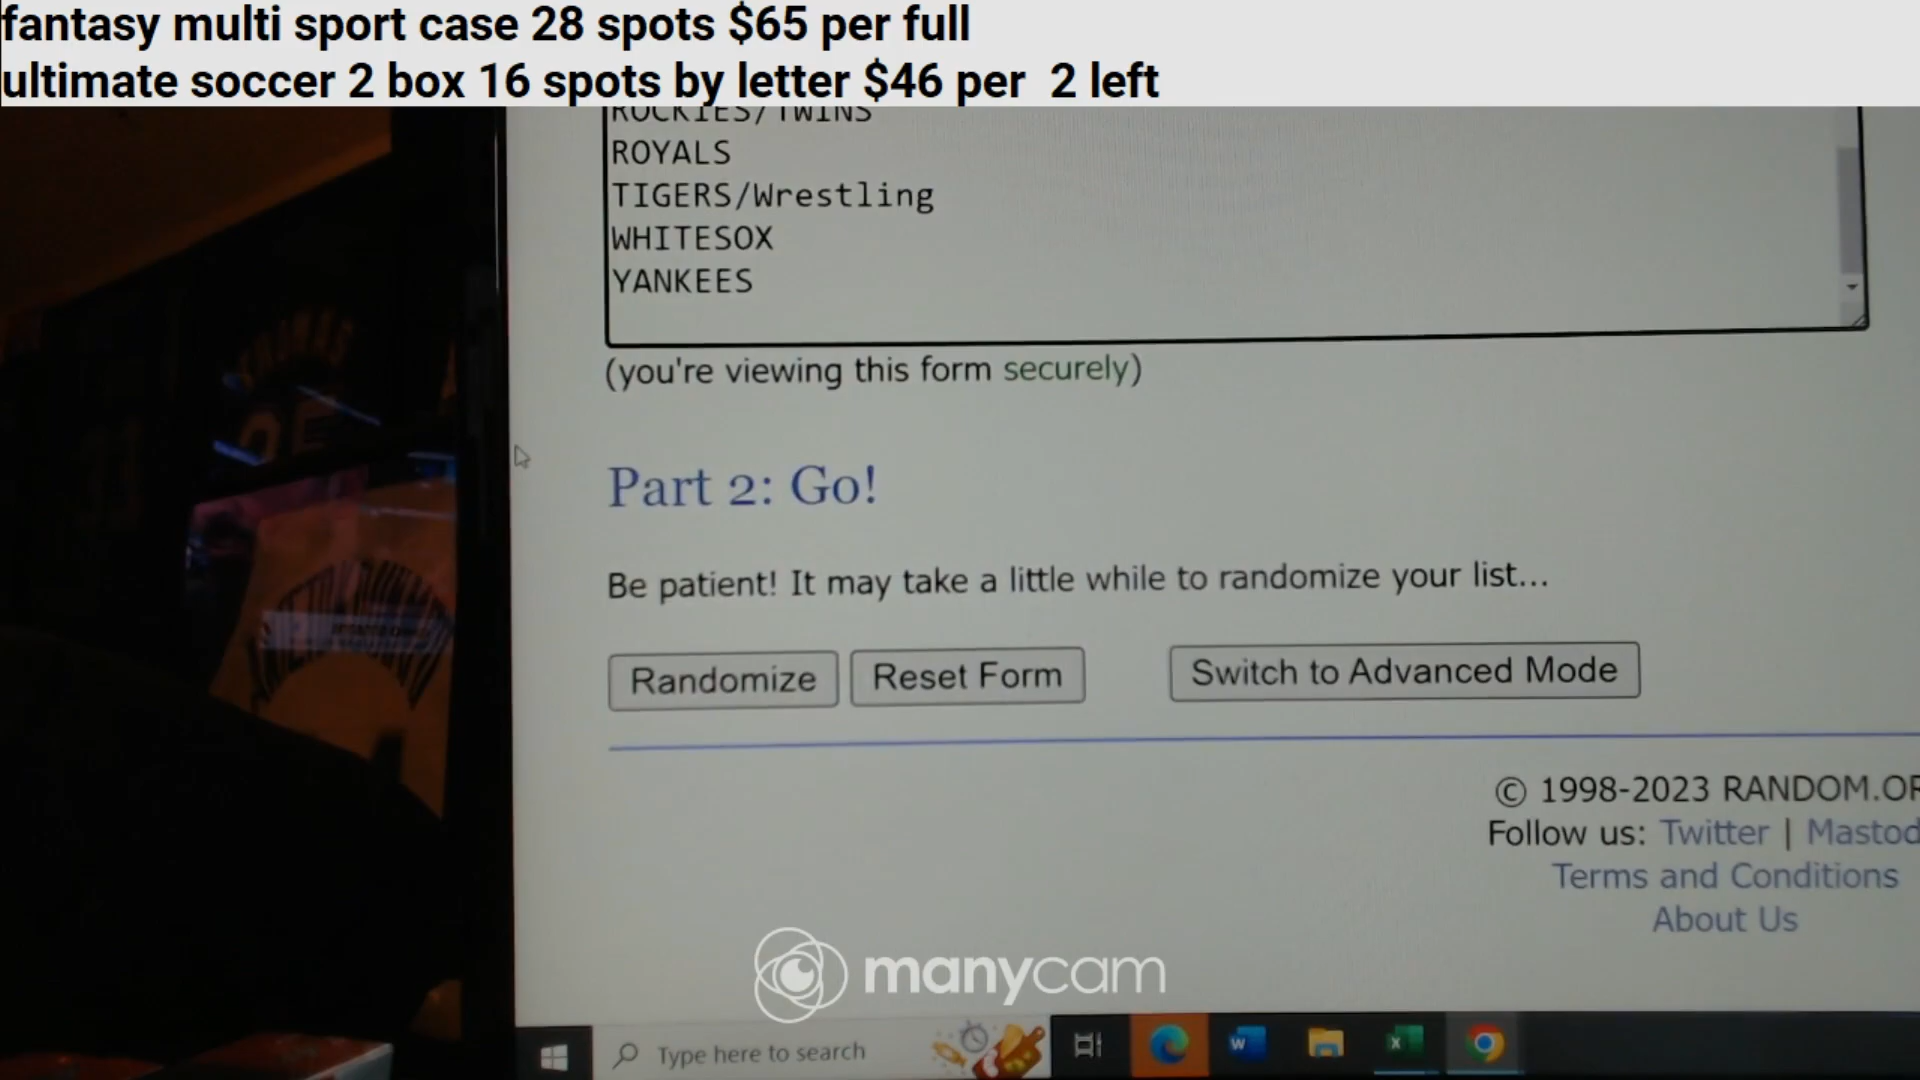 fantasy multi sport case 28 spots $65 per full
ultimate soccer 2 box 16 spots by letter $46 per 2 left
ROCKIES/TWINS
ROYALS
TIGERS/Wrestling
WHITESOX
YANKEES
(you're viewing this form securely)
Part 2: Go!
Be patient! It may take a little while to randomize your list...
Randomize Reset Form Switch to Advanced Mode
© 1998-2023 RANDOM.OR
Follow us: Twitter | Mastod
Terms and Conditions
About Us
manycam
Type here to search